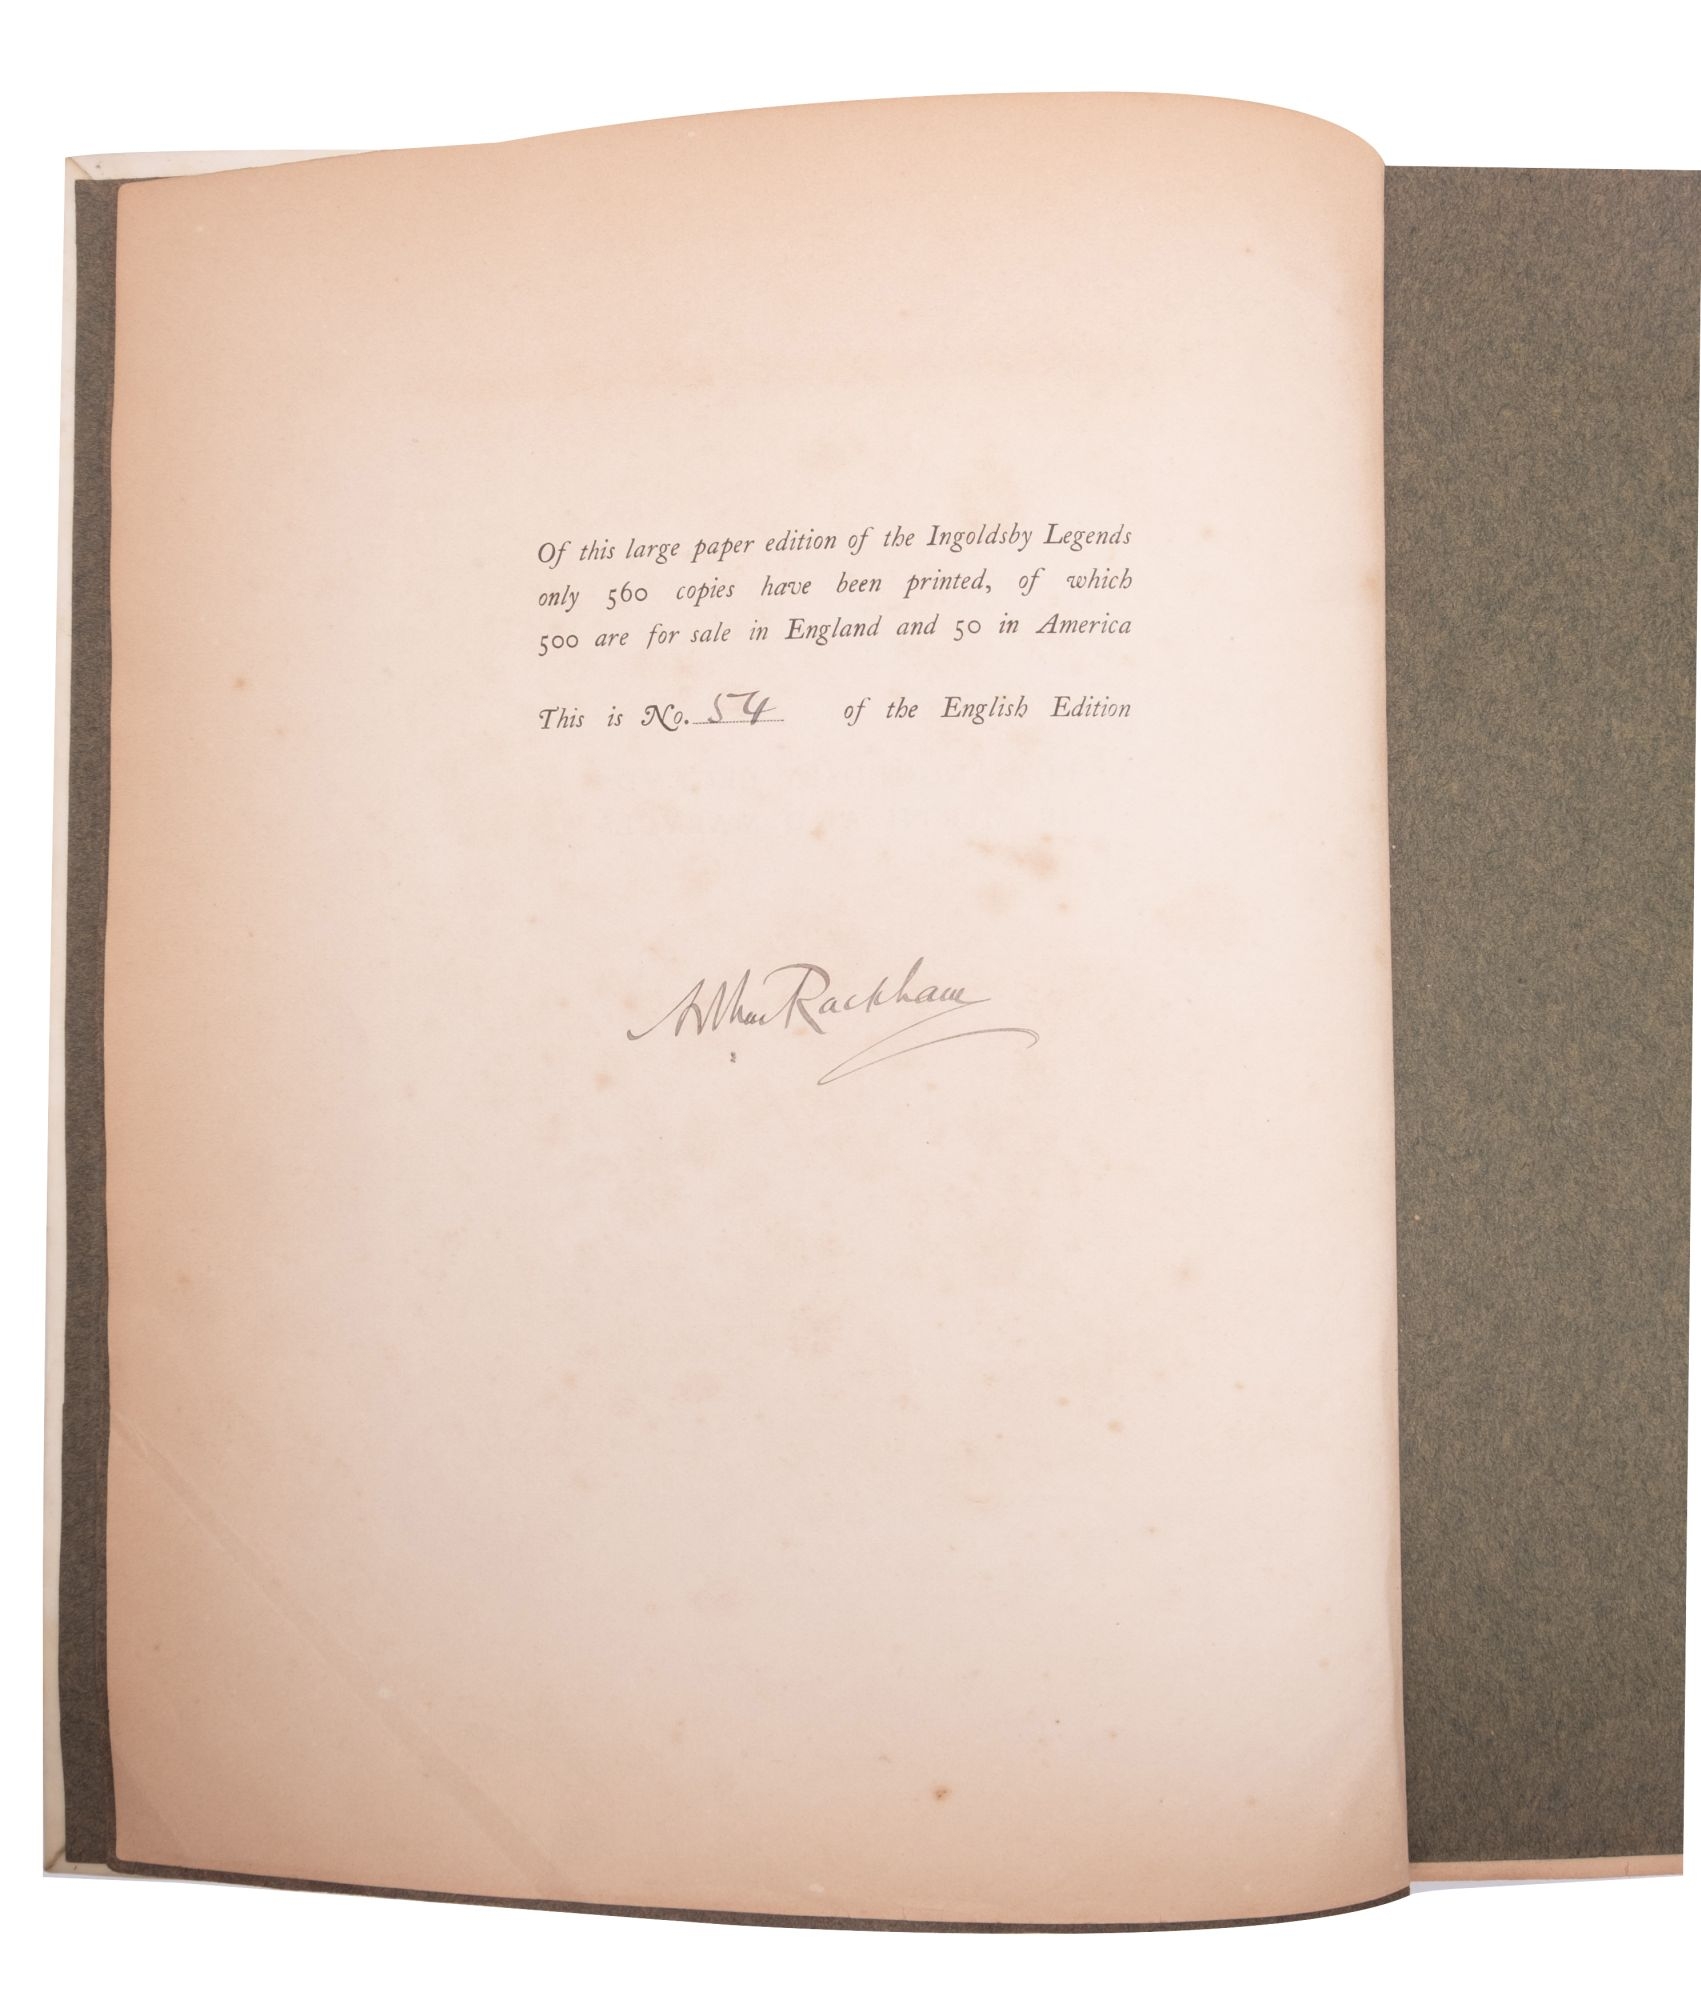 Of this large paper edition of the Ingoldsby Legends
only 560 copies have been printed, of which
500 are for sale in England and 50 in America
This is No. 54 of the English Edition
Arthur Rackham